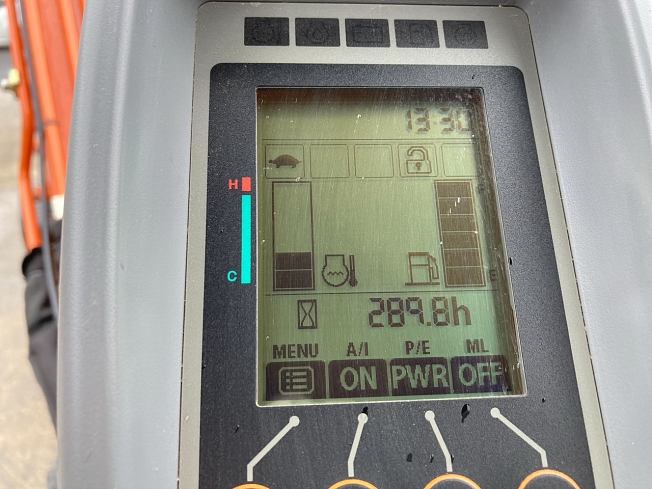 13:30
H
C
E
289.8h
MENU A/I P/E ML
ON PWR OFF